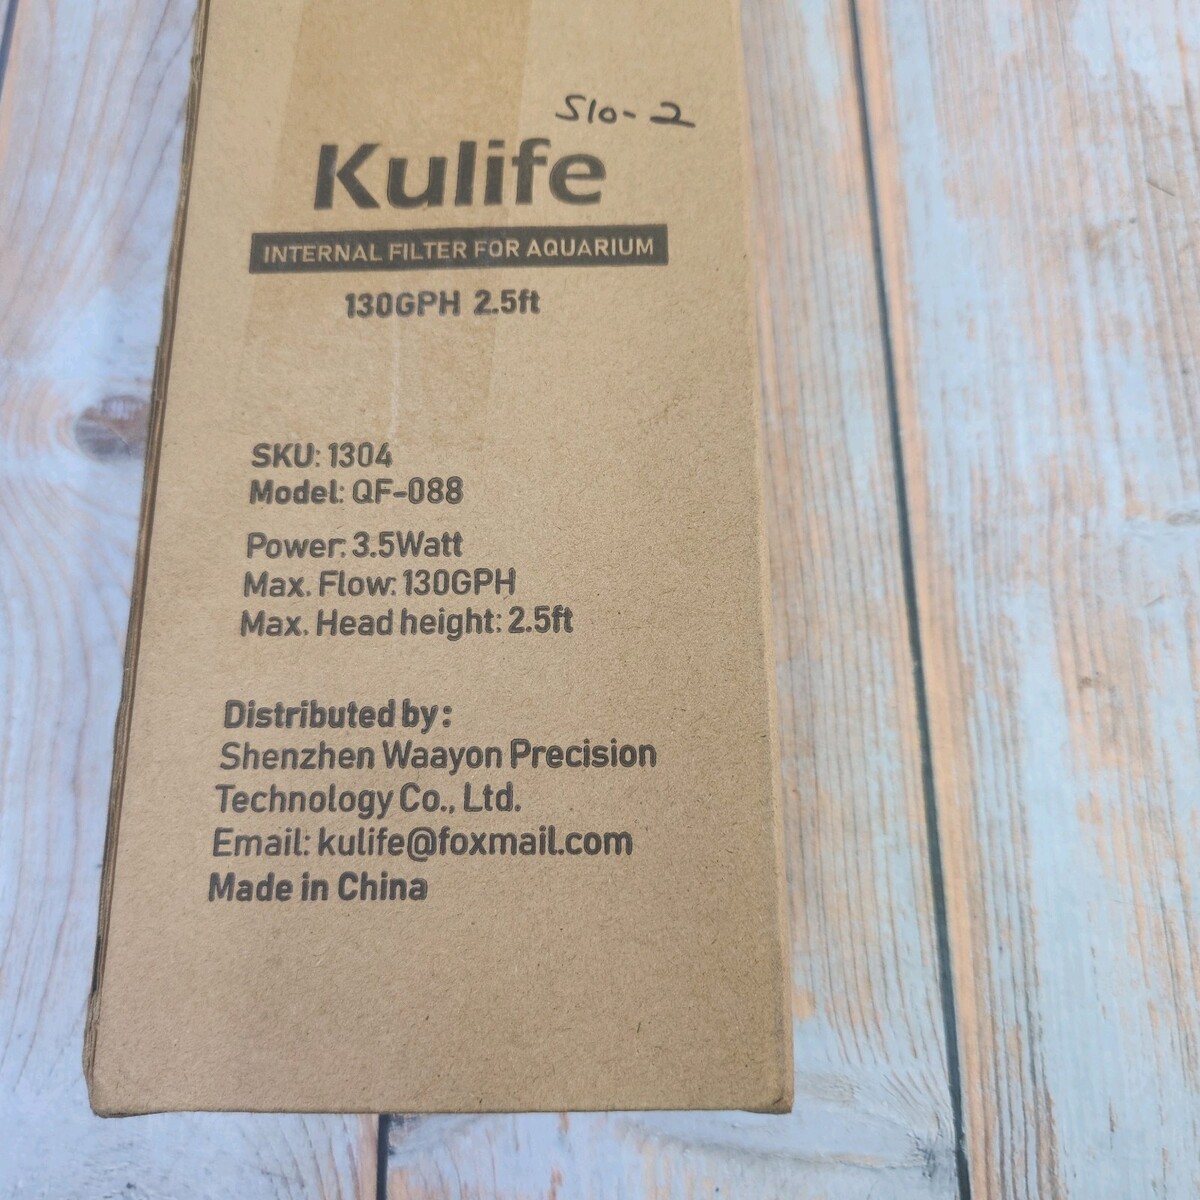 S10-2
Kulife
INTERNAL FILTER FOR AQUARIUM
130GPH 2.5ft
SKU: 1304
Model: QF-088
Power: 3.5Watt
Max. Flow: 130GPH
Max. Head height: 2.5ft
Distributed by:
Shenzhen Waayon Precision
Technology Co., Ltd.
Email: kulife@foxmail.com
Made in China